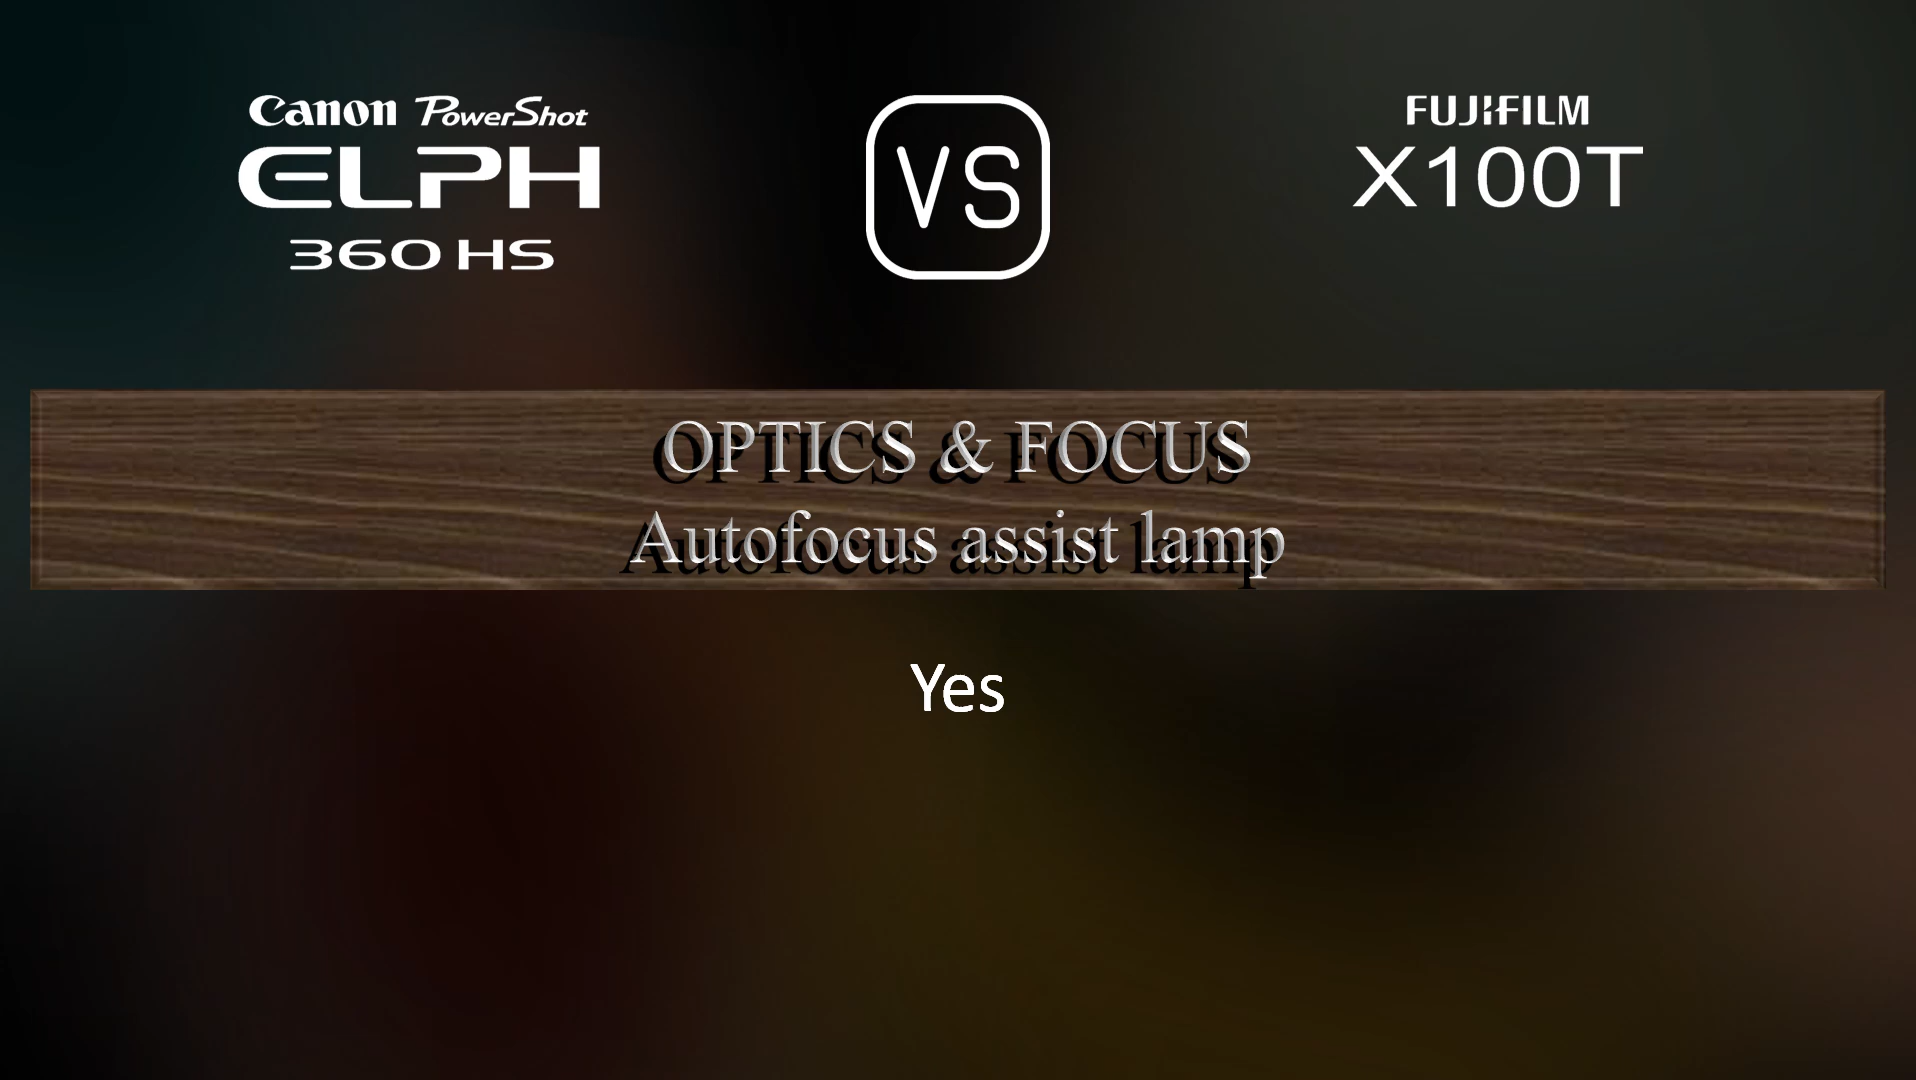 Canon PowerShot
ELPH
360 HS
VS
FUJIFILM
X100T
OPTICS & FOCUS
Autofocus assist lamp
Yes